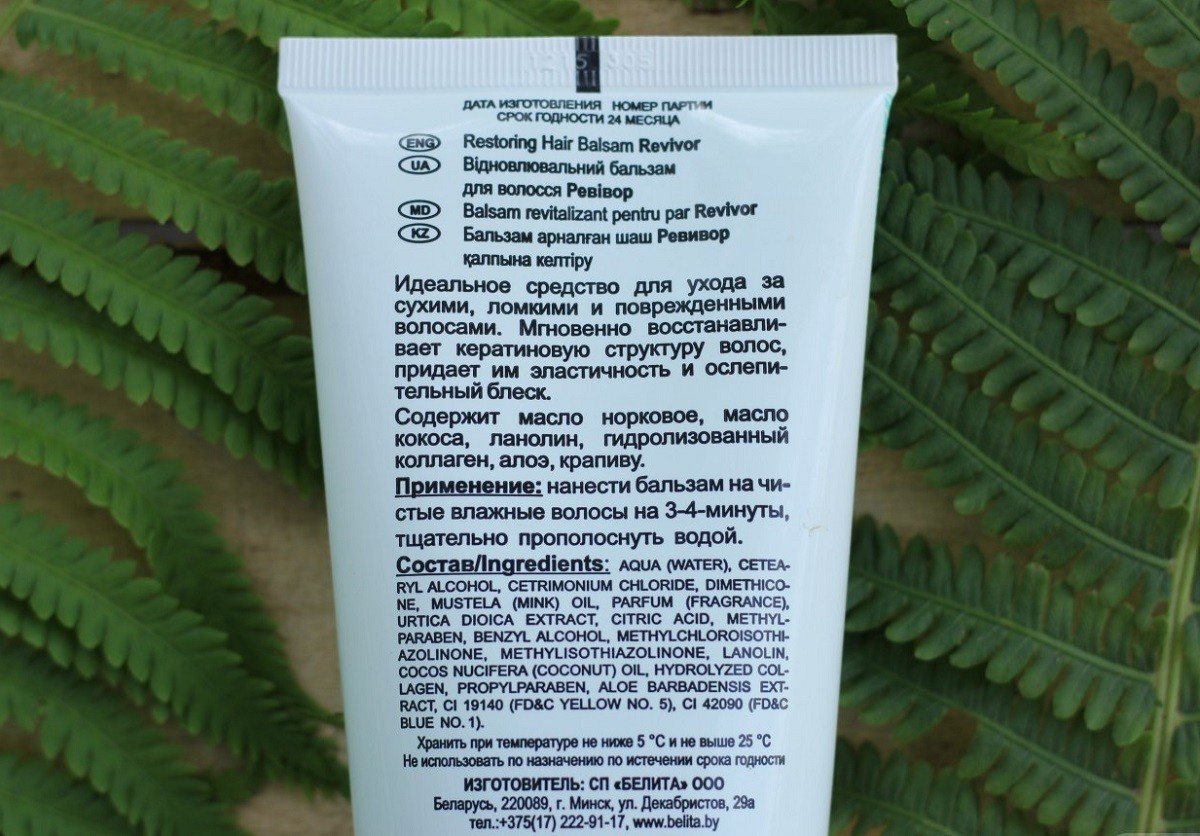 1215 305
ДАТА ИЗГОТОВЛЕНИЯ НОМЕР ПАРТИИ
СРОК ГОДНОСТИ 24 МЕСЯЦА
ENG Restoring Hair Balsam Revivor
UA Відновлювальний бальзам
для волосся Ревівор
MD Balsam revitalizant pentru par Revivor
KZ Бальзам арналған шаш Ревивор
қалпына келтіру
Идеальное средство для ухода за
сухими, ломкими и поврежденными
волосами. Мгновенно восстанавли-
вает кератиновую структуру волос,
придает им эластичность и ослепи-
тельный блеск.
Содержит масло норковое, масло
кокоса, ланолин, гидролизованный
коллаген, алоэ, крапиву.
Применение: нанести бальзам на чи-
стые влажные волосы на 3-4-минуты,
тщательно прополоснуть водой.
Состав/Ingredients: AQUA (WATER), CETEA-
RYL ALCOHOL, CETRIMONIUM CHLORIDE, DIMETHICO-
NE, MUSTELA (MINK) OIL, PARFUM (FRAGRANCE),
URTICA DIOICA EXTRACT, CITRIC ACID, METHYL-
PARABEN, BENZYL ALCOHOL, METHYLCHLOROISOTHI-
AZOLINONE, METHYLISOTHIAZOLINONE, LANOLIN,
COCOS NUCIFERA (COCONUT) OIL, HYDROLYZED COL-
LAGEN, PROPYLPARABEN, ALOE BARBADENSIS EXT-
RACT, CI 19140 (FD&C YELLOW NO. 5), CI 42090 (FD&C
BLUE NO. 1).
Хранить при температуре не ниже 5 °C и не выше 25 °C
Не использовать по назначению по истечении срока годности
ИЗГОТОВИТЕЛЬ: СП «БЕЛИТА» ООО
Беларусь, 220089, г. Минск, ул. Декабристов, 29а
тел.:+375(17) 222-91-17, www.belita.by